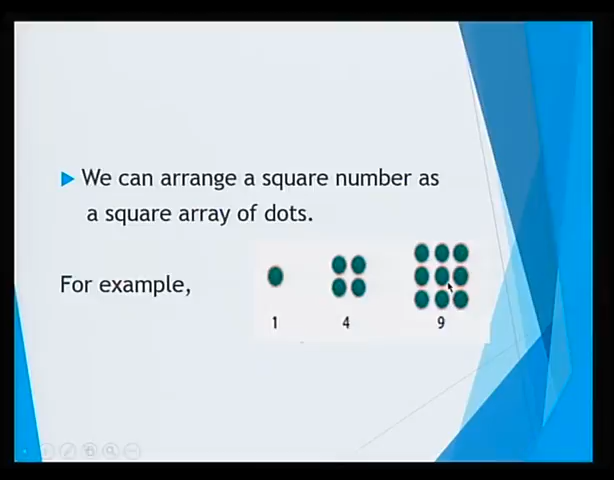 We can arrange a square number as
a square array of dots.
For example,
1 4 9